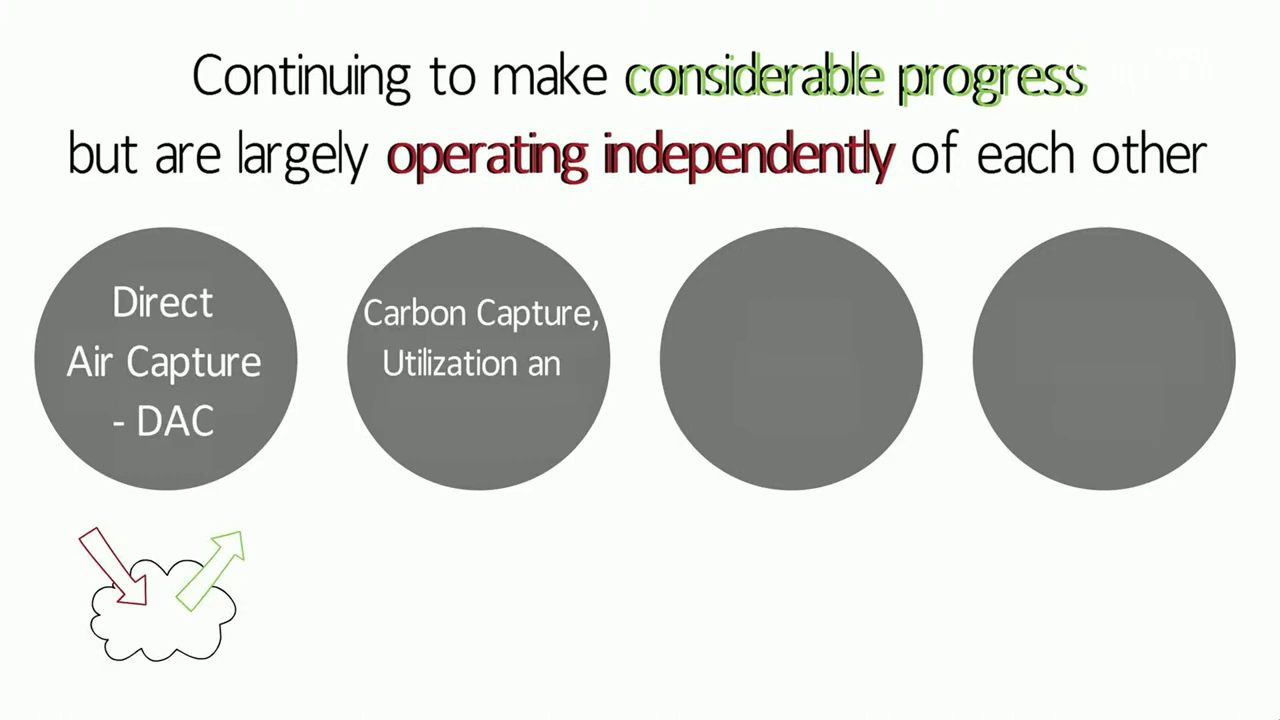 Continuing to make considerable progress
but are largely operating independently of each other
Direct
Air Capture
- DAC
Carbon Capture,
Utilization an